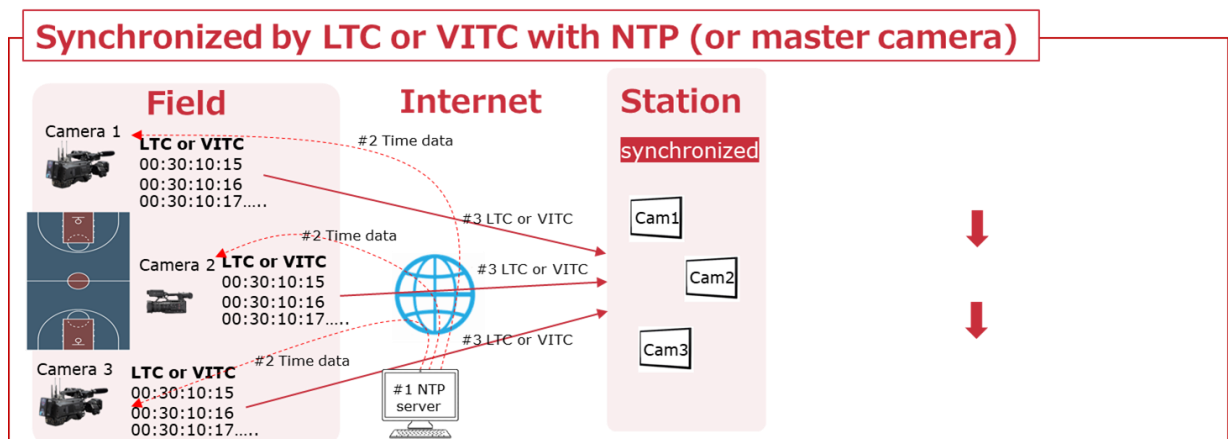 Synchronized by LTC or VITC with NTP (or master camera)
Field
Internet
Station
Camera 1
LTC or VITC
00:30:10:15
00:30:10:16
00:30:10:17.....
#2 Time data
synchronized
#3 LTC or VITC
Cam1
#2 Time data
Camera 2
LTC or VITC
00:30:10:15
00:30:10:16
00:30:10:17.....
#3 LTC or VITC
Cam2
#3 LTC or VITC
Cam3
#2 Time data
Camera 3
LTC or VITC
00:30:10:15
00:30:10:16
00:30:10:17.....
#1 NTP
server